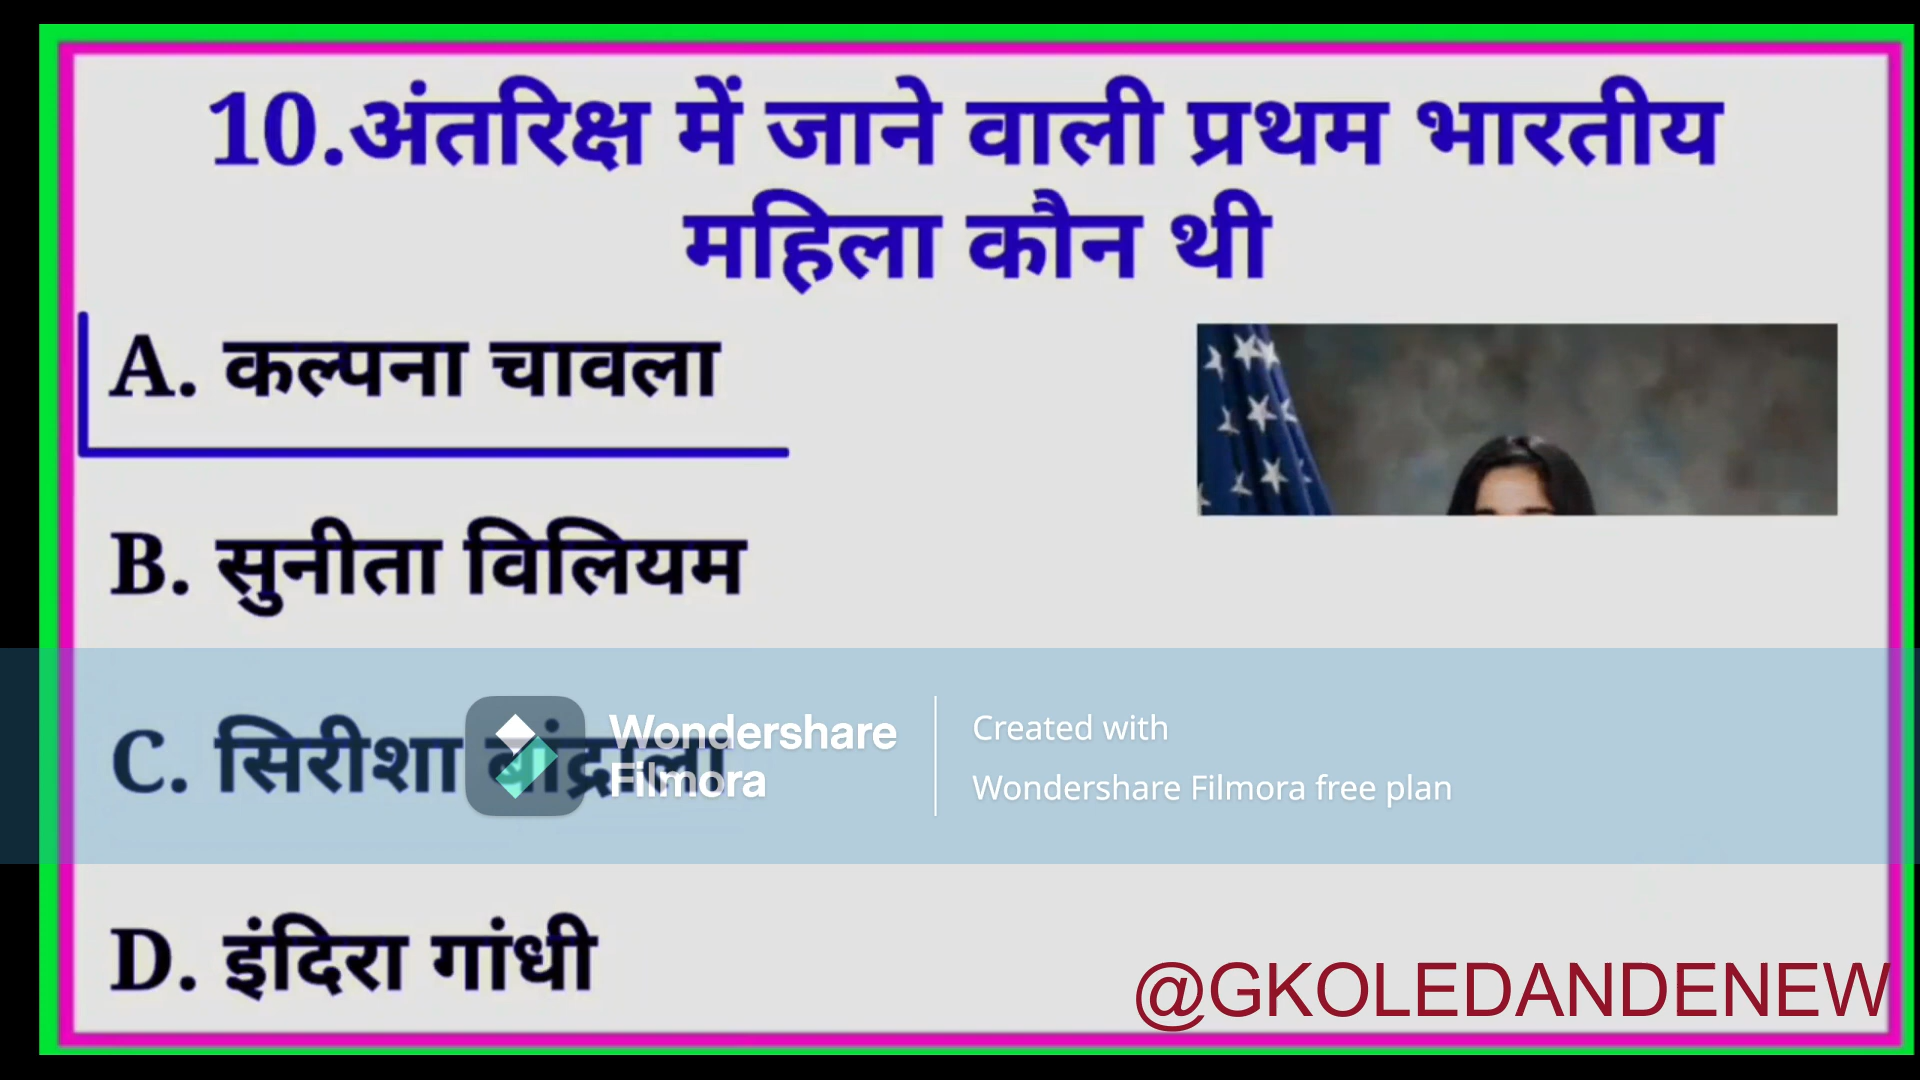 10.अंतरिक्ष में जाने वाली प्रथम भारतीय
महिला कौन थी
A. कल्पना चावला
B. सुनीता विलियम
C. सिरीशा बांद्राला
Wondershare
Filmora
Created with
Wondershare Filmora free plan
D. इंदिरा गांधी
@GKOLEDANDENEW